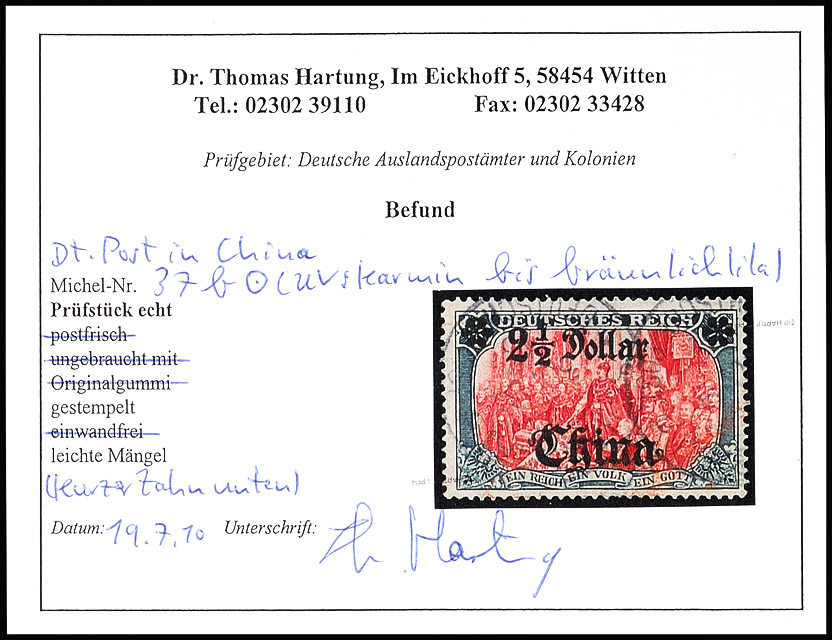 Dr. Thomas Hartung, Im Eickhoff 5, 58454 Witten
Tel.: 02302 39110 Fax: 02302 33428
Prüfgebiet: Deutsche Auslandspostämter und Kolonien
Befund
Dt. Post in China
Michel-Nr. 37 b ⊙ (UV: karmin bis bräunlichlila)
Prüfstück echt
postfrisch
ungebraucht mit
Originalgummi
gestempelt
einwandfrei
leichte Mängel
(kurzer Zahn unten)
Datum: 19.7.10 Unterschrift: Th. Hartung
DEUTSCHES REICH
2 1/2 Dollar
China
EIN REICH EIN VOLK EIN GOTT